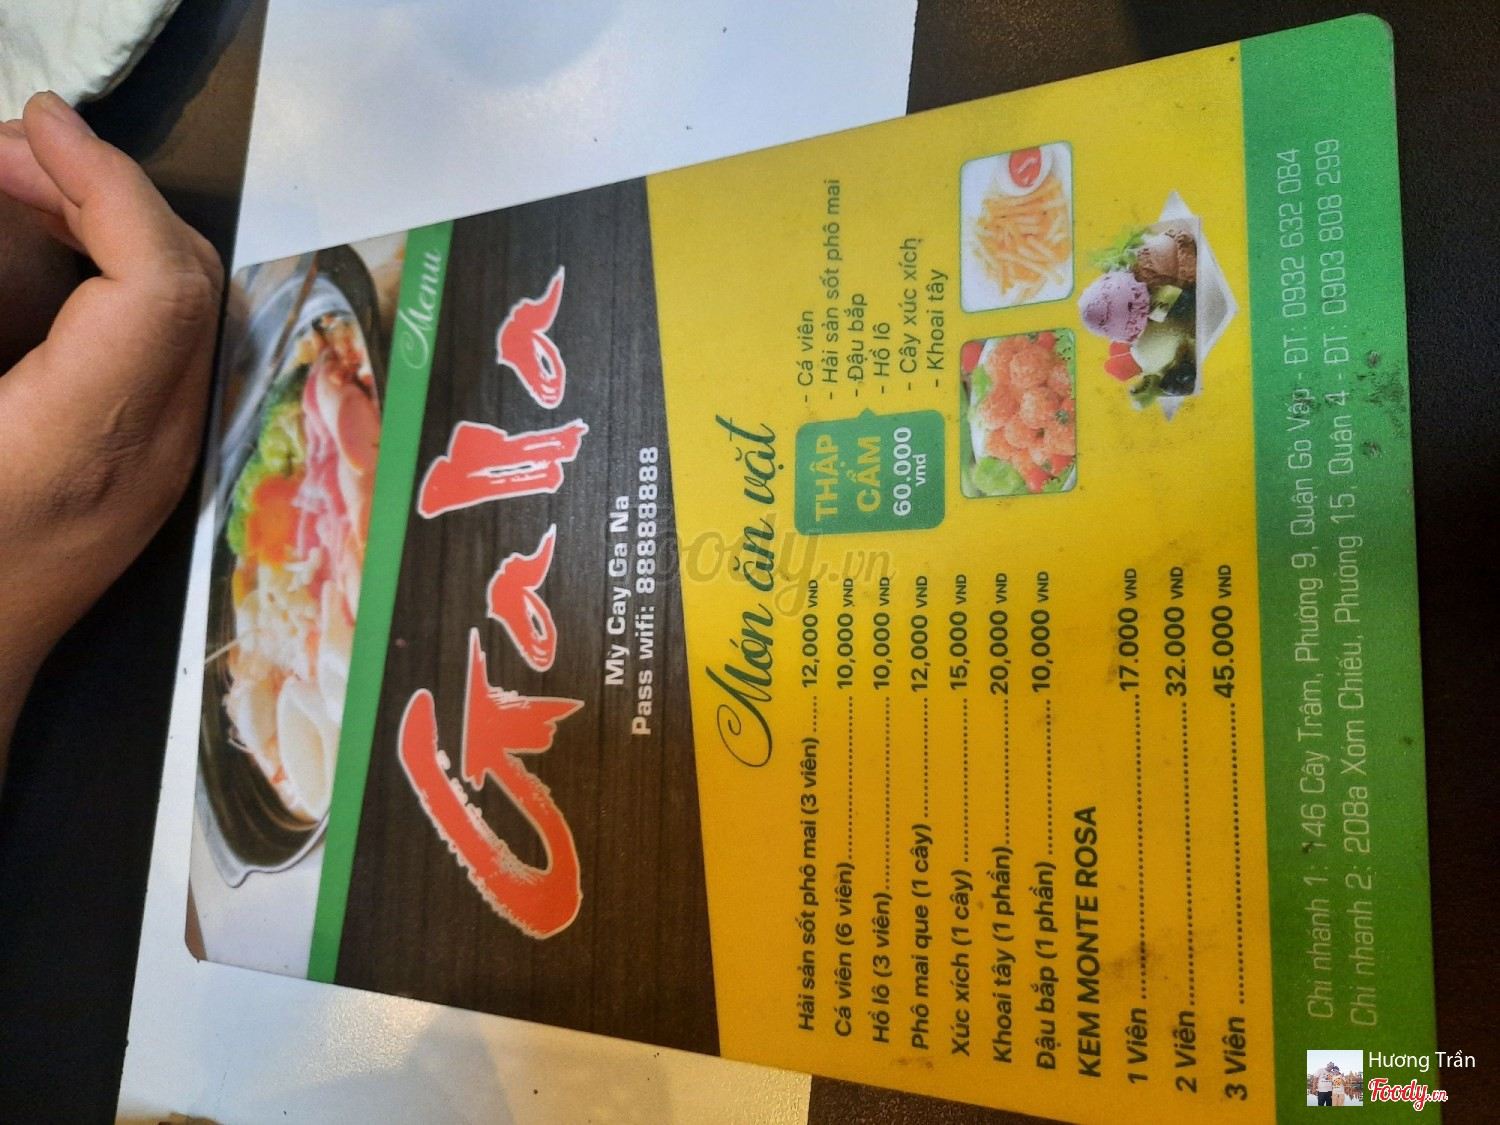 Menu
GaNa
Mỳ Cay Ga Na
Pass wifi: 88888888
Món ăn vặt
Hải sản sốt phô mai (3 viên) ...... 12,000 VND
Cá viên (6 viên)........................ 10,000 VND
Hồ lô (3 viên)............................. 10,000 VND
Phô mai que (1 cây) .................. 12,000 VND
Xúc xích (1 cây) ........................ 15,000 VND
Khoai tây (1 phần)..................... 20,000 VND
Đậu bắp (1 phần) ...................... 10,000 VND
THẬP
CẨM
60.000
vnd
- Cá viên
- Hải sản sốt phô mai
- Đậu bắp
- Hồ lô
- Cây xúc xích
- Khoai tây
KEM MONTE ROSA
1 Viên ..........................................17.000 VND
2 Viên ..........................................32.000 VND
3 Viên ..........................................45.000 VND
Chi nhánh 1: 146 Cây Trâm, Phường 9, Quận Gò Vấp - ĐT: 0932 632 084
Chi nhánh 2: 208a Xóm Chiếu, Phường 15, Quận 4 - ĐT: 0903 808 299
Foody.vn
Hương Trần
Foody.vn